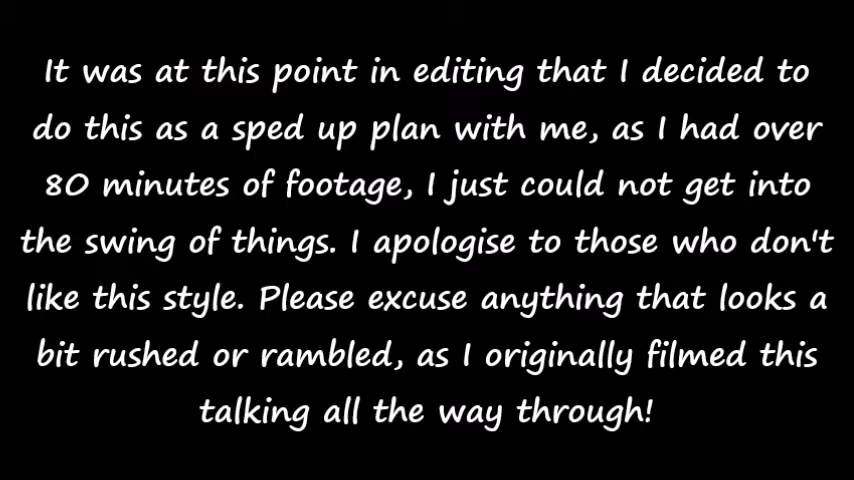 It was at this point in editing that I decided to
do this as a sped up plan with me, as I had over
80 minutes of footage, I just could not get into
the swing of things. I apologise to those who don't
like this style. Please excuse anything that looks a
bit rushed or rambled, as I originally filmed this
talking all the way through!